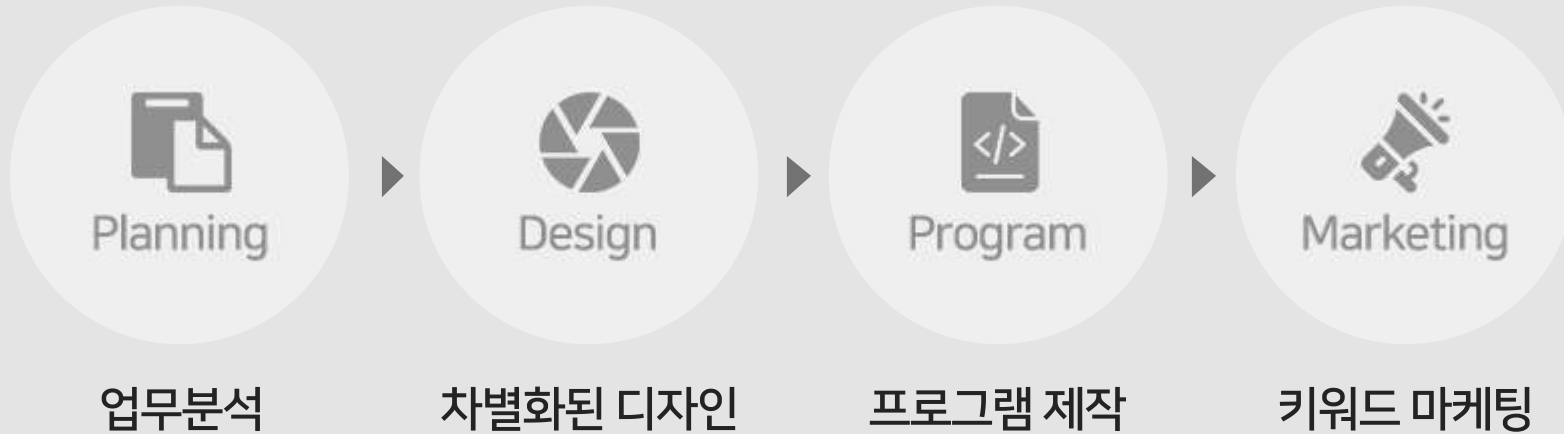 Planning
Design
</>
Program
Marketing
업무분석
차별화된 디자인
프로그램 제작
키워드 마케팅